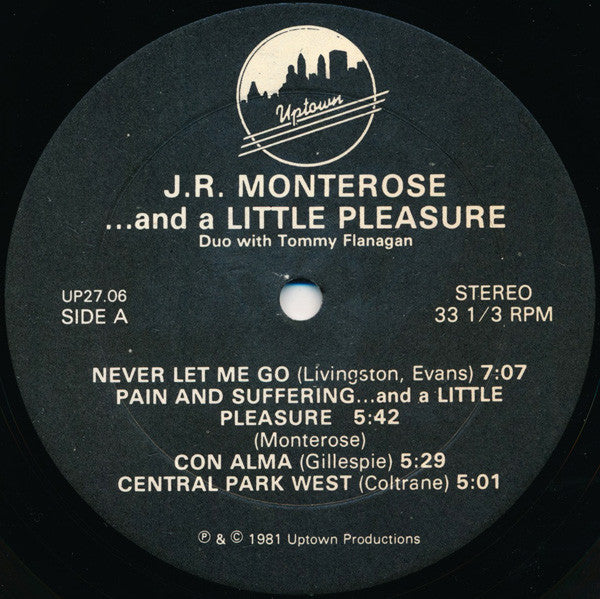 Uptown
J.R. MONTEROSE
...and a LITTLE PLEASURE
Duo with Tommy Flanagan
UP27.06
SIDE A
STEREO
33 1/3 RPM
NEVER LET ME GO (Livingston, Evans) 7:07
PAIN AND SUFFERING...and a LITTLE
PLEASURE 5:42
(Monterose)
CON ALMA (Gillespie) 5:29
CENTRAL PARK WEST (Coltrane) 5:01
℗ & © 1981 Uptown Productions